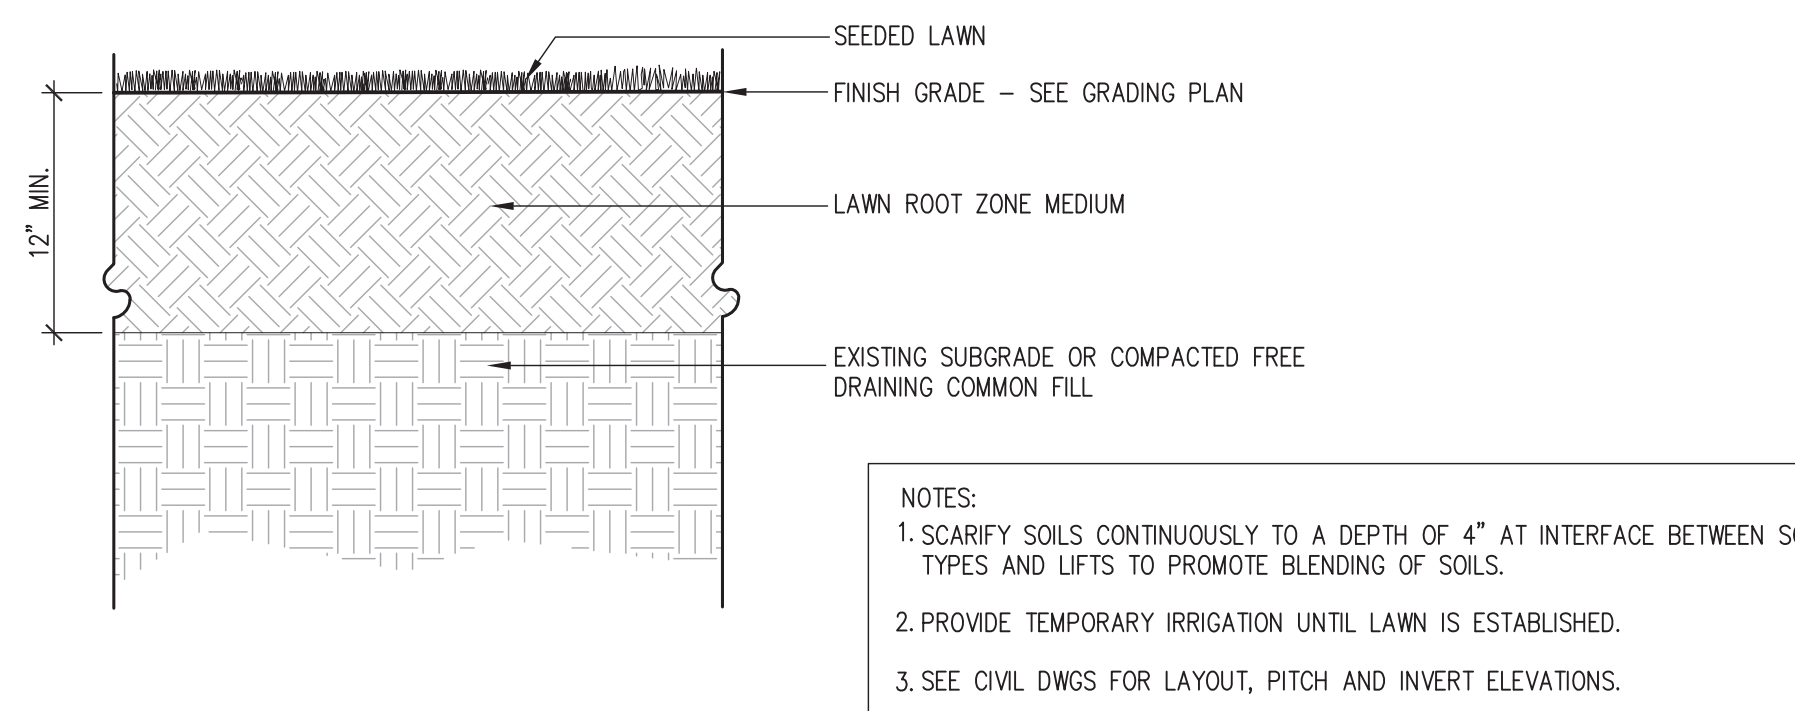 SEEDED LAWN
FINISH GRADE – SEE GRADING PLAN
12" MIN.
LAWN ROOT ZONE MEDIUM
EXISTING SUBGRADE OR COMPACTED FREE
DRAINING COMMON FILL
NOTES:
1. SCARIFY SOILS CONTINUOUSLY TO A DEPTH OF 4" AT INTERFACE BETWEEN
TYPES AND LIFTS TO PROMOTE BLENDING OF SOILS.
2. PROVIDE TEMPORARY IRRIGATION UNTIL LAWN IS ESTABLISHED.
3. SEE CIVIL DWGS FOR LAYOUT, PITCH AND INVERT ELEVATIONS.